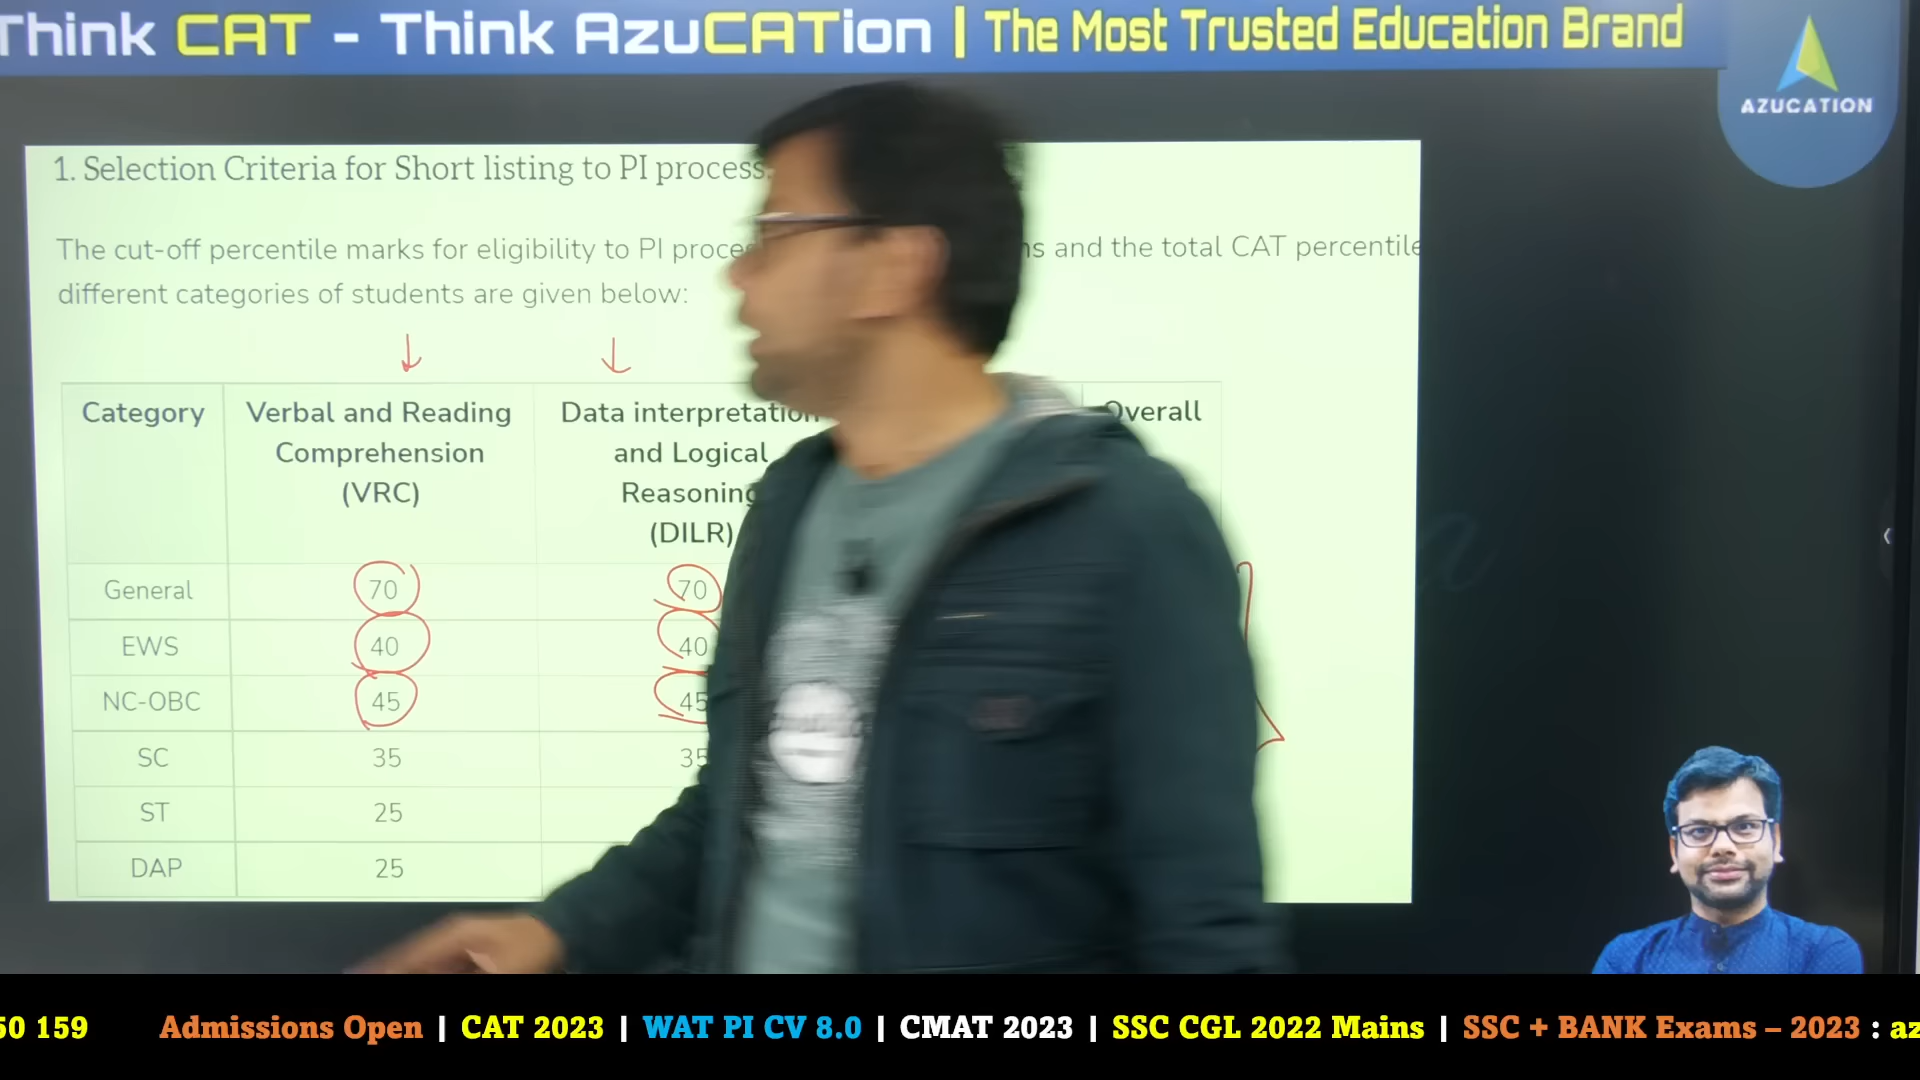 Think CAT - Think AzuCATion | The Most Trusted Education Brand
AZUCATION
1. Selection Criteria for Short listing to PI process.
The cut-off percentile marks for eligibility to PI and the total CAT percentile
different categories of students are given below:
Category Verbal and Reading Comprehension (VRC) Data interpretation and Logical Reasoning (DILR) Overall
General 70 70
EWS 40 40
NC-OBC 45 45
SC 35 35
ST 25
DAP 25
50 159 Admissions Open | CAT 2023 | WAT PI CV 8.0 | CMAT 2023 | SSC CGL 2022 Mains | SSC + BANK Exams – 2023 : az